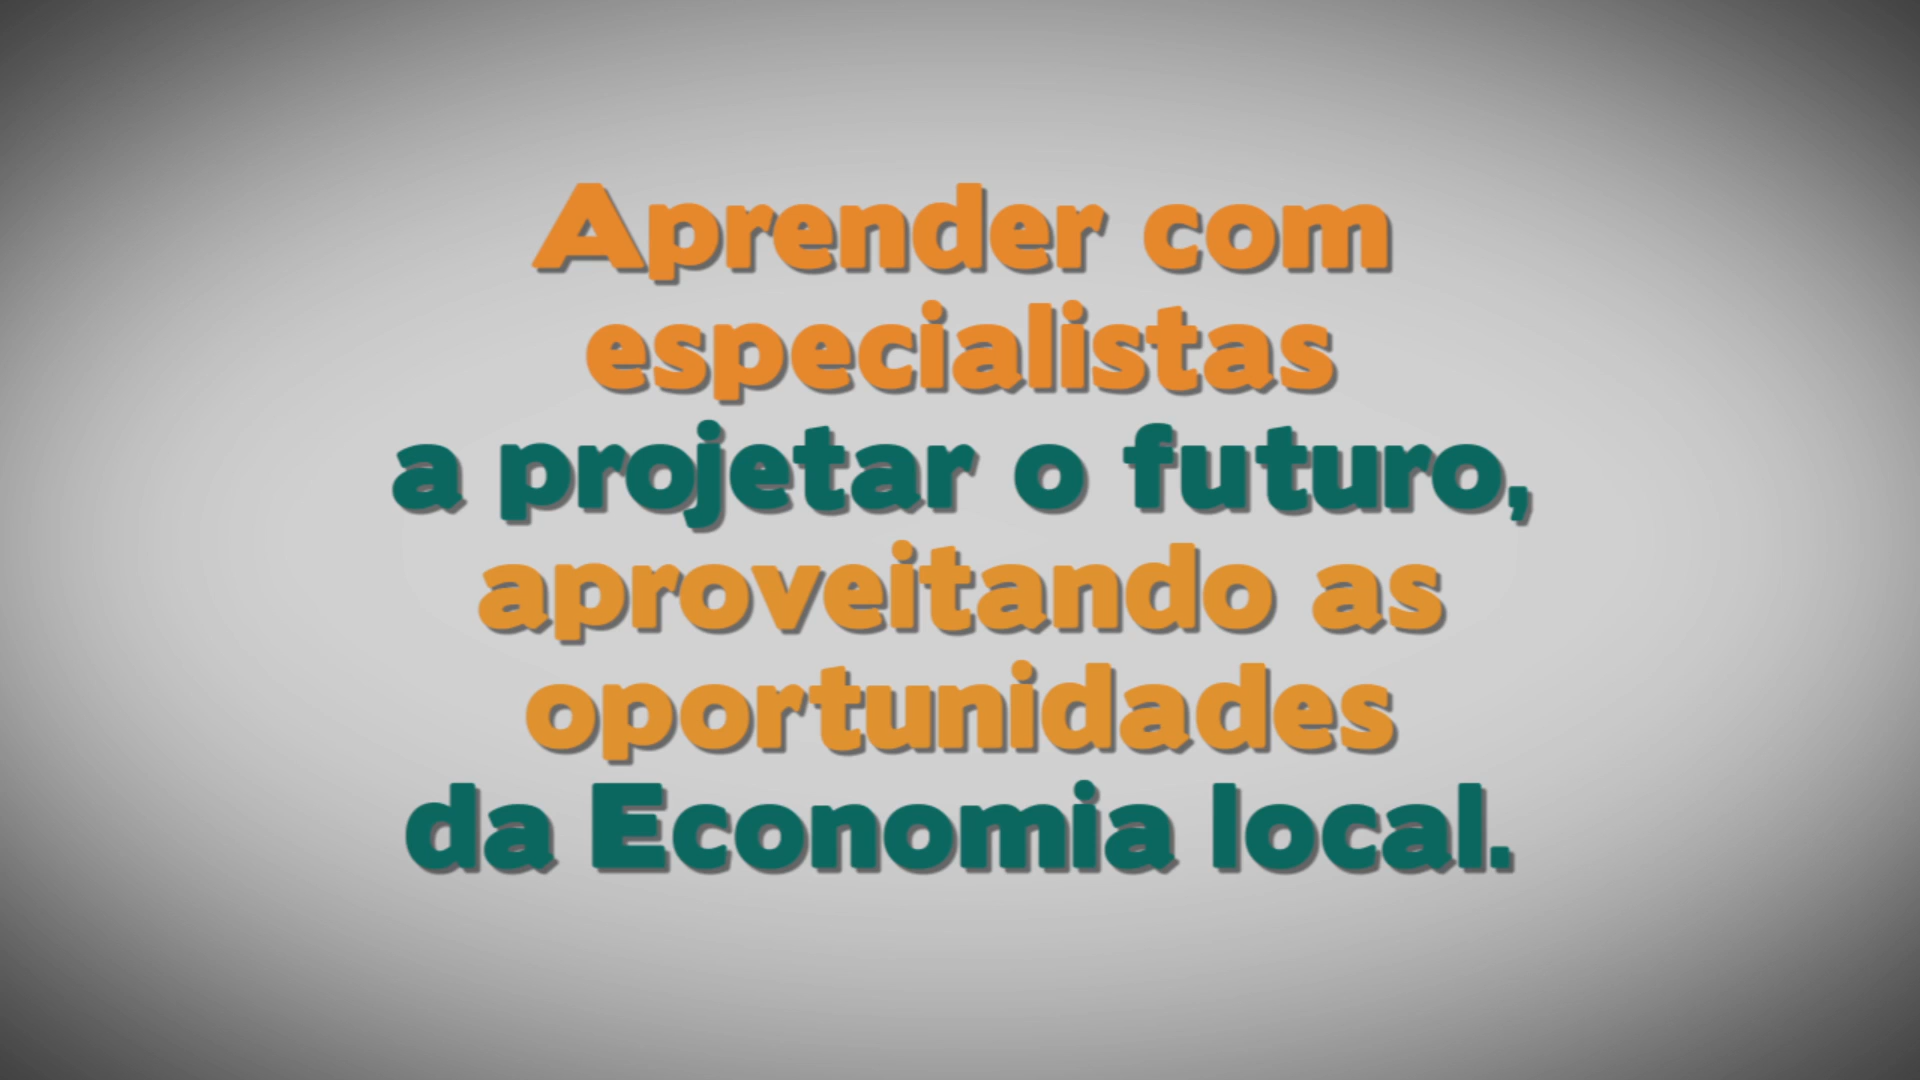 Aprender com
especialistas
a projetar o futuro,
aproveitando as
oportunidades
da Economia local.